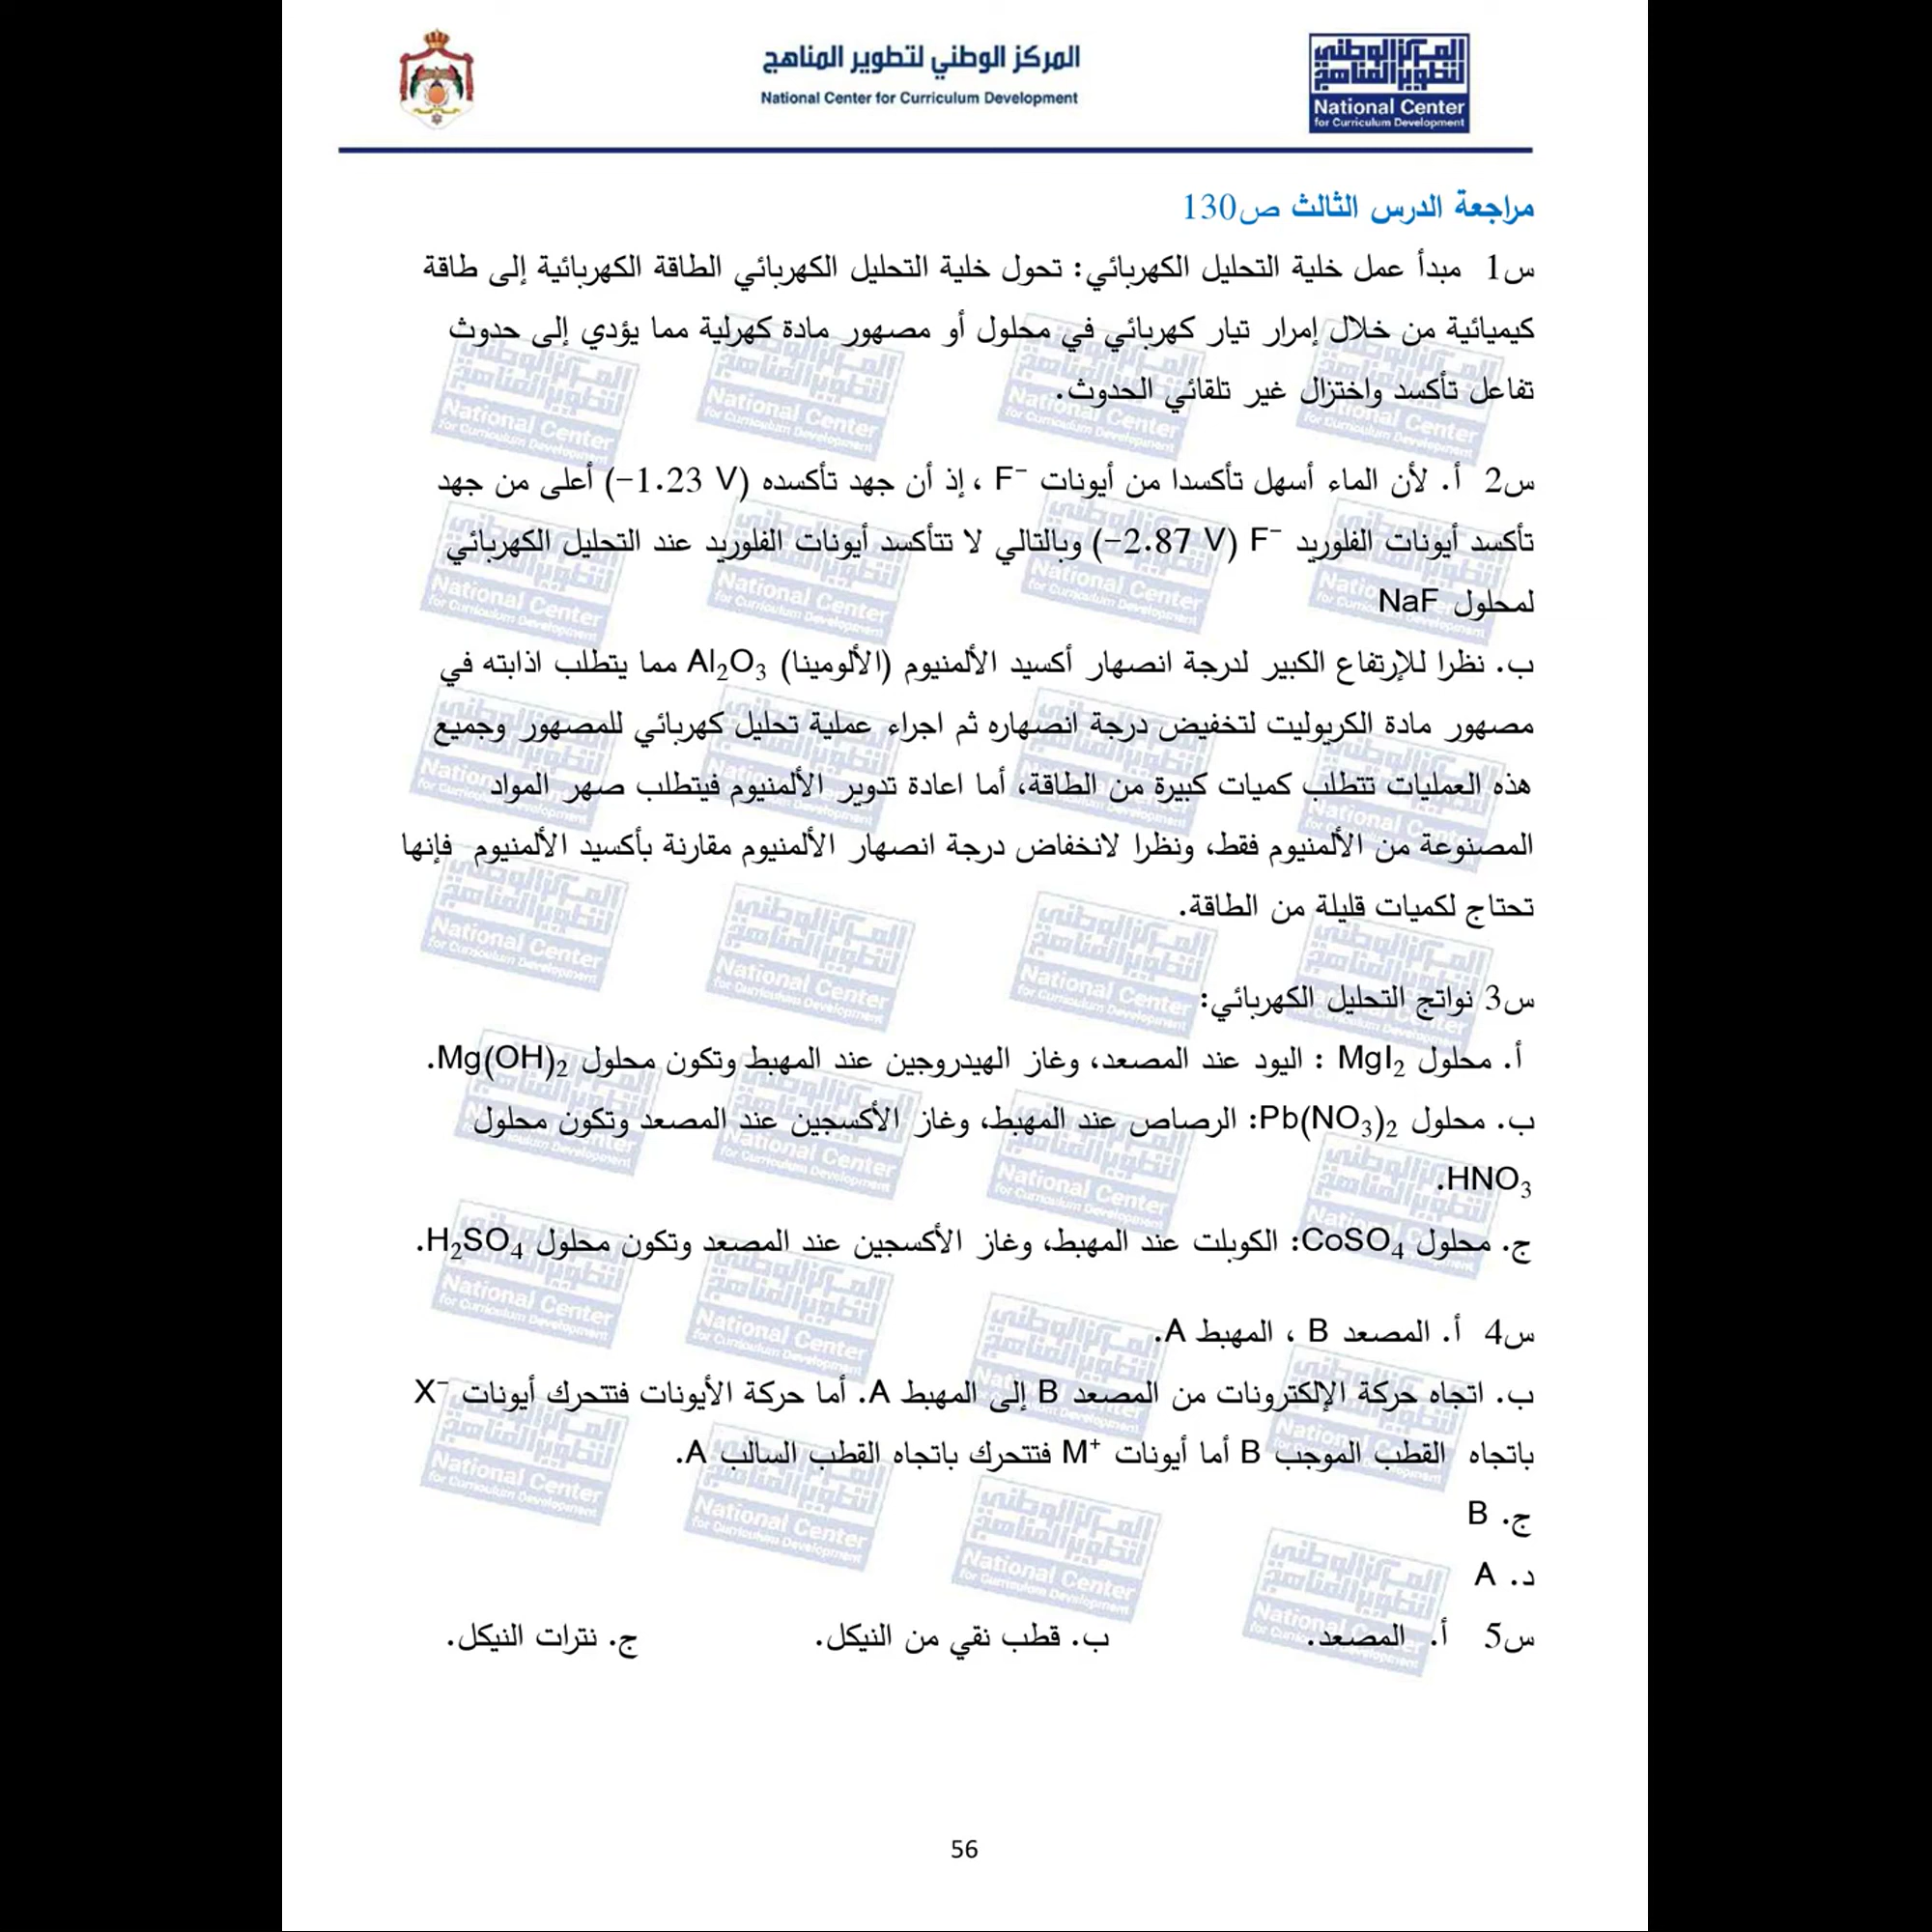 المركز الوطني لتطوير المناهج
National Center for Curriculum Development
المركز الوطني
لتطوير المناهج
National Center
for Curriculum Development
مراجعة الدرس الثالث ص130
س1 مبدأ عمل خلية التحليل الكهربائي: تحول خلية التحليل الكهربائي الطاقة الكهربائية إلى طاقة
كيميائية من خلال إمرار تيار كهربائي في محلول أو مصهور مادة كهرلية مما يؤدي إلى حدوث
تفاعل تأكسد واختزال غير تلقائي الحدوث.
س2 أ. لأن الماء أسهل تأكسدا من أيونات F⁻ ، إذ أن جهد تأكسده (−1.23 V) أعلى من جهد
تأكسد أيونات الفلوريد F⁻ (−2.87 V) وبالتالي لا تتأكسد أيونات الفلوريد عند التحليل الكهربائي
لمحلول NaF
ب. نظرا للإرتفاع الكبير لدرجة انصهار أكسيد الألمنيوم (الألومينا) Al₂O₃ مما يتطلب اذابته في
مصهور مادة الكريوليت لتخفيض درجة انصهاره ثم اجراء عملية تحليل كهربائي للمصهور وجميع
هذه العمليات تتطلب كميات كبيرة من الطاقة، أما اعادة تدوير الألمنيوم فيتطلب صهر المواد
المصنوعة من الألمنيوم فقط، ونظرا لانخفاض درجة انصهار الألمنيوم مقارنة بأكسيد الألمنيوم فإنها
تحتاج لكميات قليلة من الطاقة.
س3 نواتج التحليل الكهربائي:
أ. محلول MgI₂ : اليود عند المصعد، وغاز الهيدروجين عند المهبط وتكون محلول Mg(OH)₂.
ب. محلول Pb(NO₃)₂: الرصاص عند المهبط، وغاز الأكسجين عند المصعد وتكون محلول
HNO₃.
ج. محلول CoSO₄: الكوبلت عند المهبط، وغاز الأكسجين عند المصعد وتكون محلول H₂SO₄.
س4 أ. المصعد B ، المهبط A.
ب. اتجاه حركة الإلكترونات من المصعد B إلى المهبط A. أما حركة الأيونات فتتحرك أيونات X⁻
باتجاه القطب الموجب B أما أيونات M⁺ فتتحرك باتجاه القطب السالب A.
ج. B
د. A
س5 أ. المصعد. ب. قطب نقي من النيكل. ج. نترات النيكل.
56